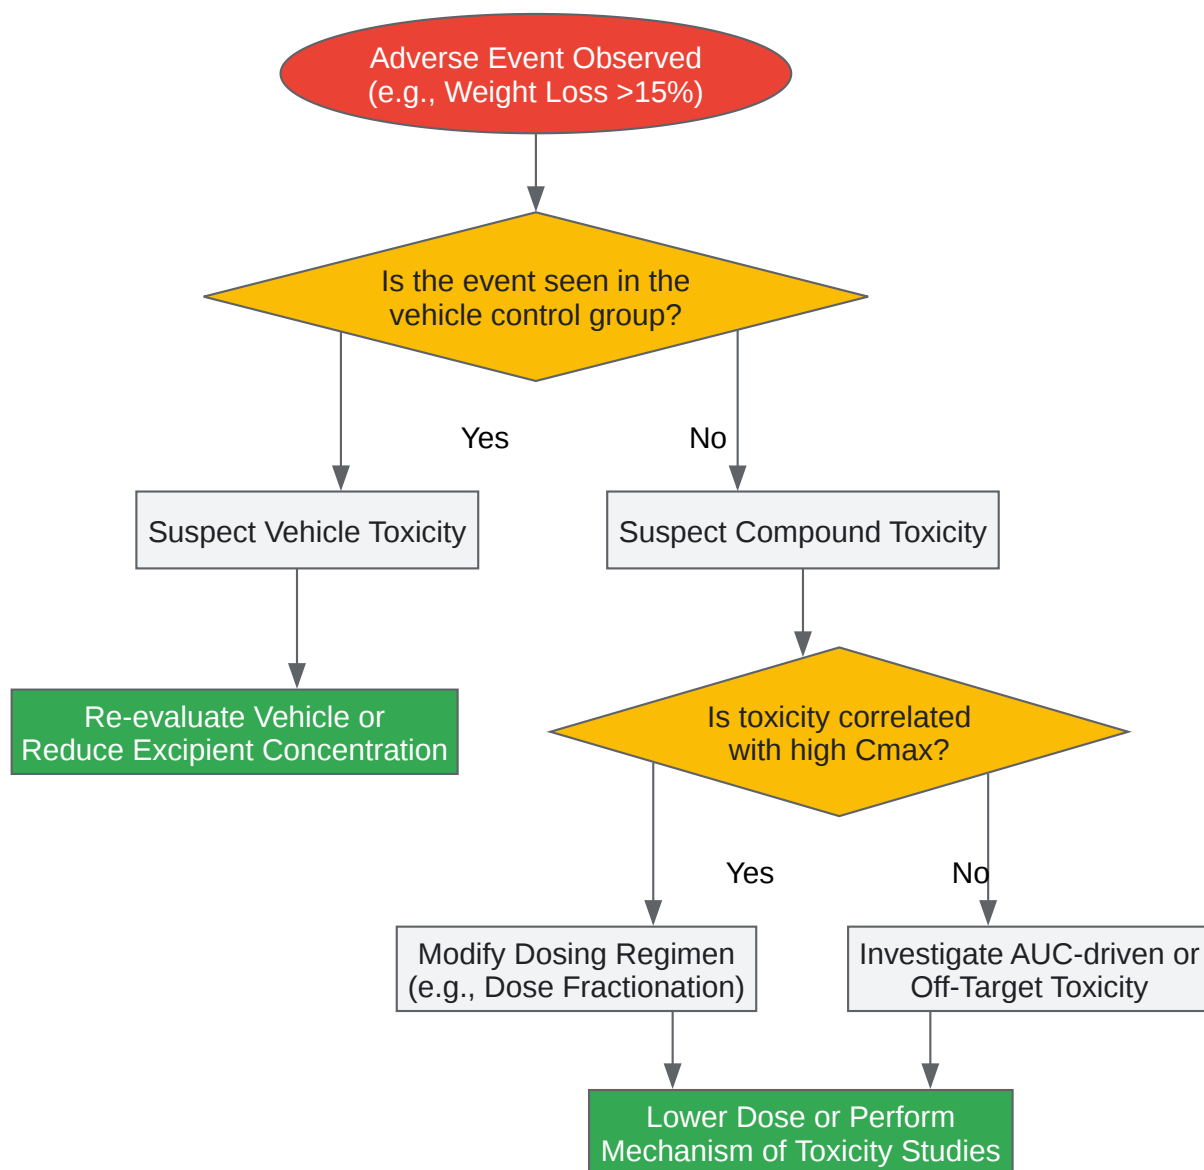 Adverse Event Observed
(e.g., Weight Loss >15%)
Is the event seen in the
vehicle control group?
Yes
No
Suspect Vehicle Toxicity
Suspect Compound Toxicity
Re-evaluate Vehicle or
Reduce Excipient Concentration
Is toxicity correlated
with high Cmax?
Yes
No
Modify Dosing Regimen
(e.g., Dose Fractionation)
Investigate AUC-driven or
Off-Target Toxicity
Lower Dose or Perform
Mechanism of Toxicity Studies